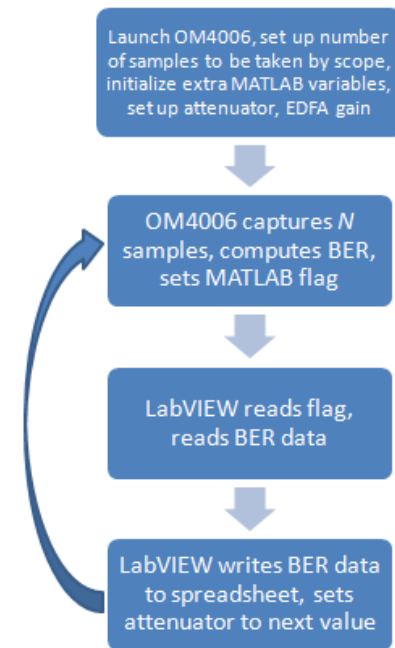 Launch OM4006, set up number
of samples to be taken by scope,
initialize extra MATLAB variables,
set up attenuator, EDFA gain
OM4006 captures N
samples, computes BER,
sets MATLAB flag
LabVIEW reads flag,
reads BER data
LabVIEW writes BER data
to spreadsheet, sets
attenuator to next value